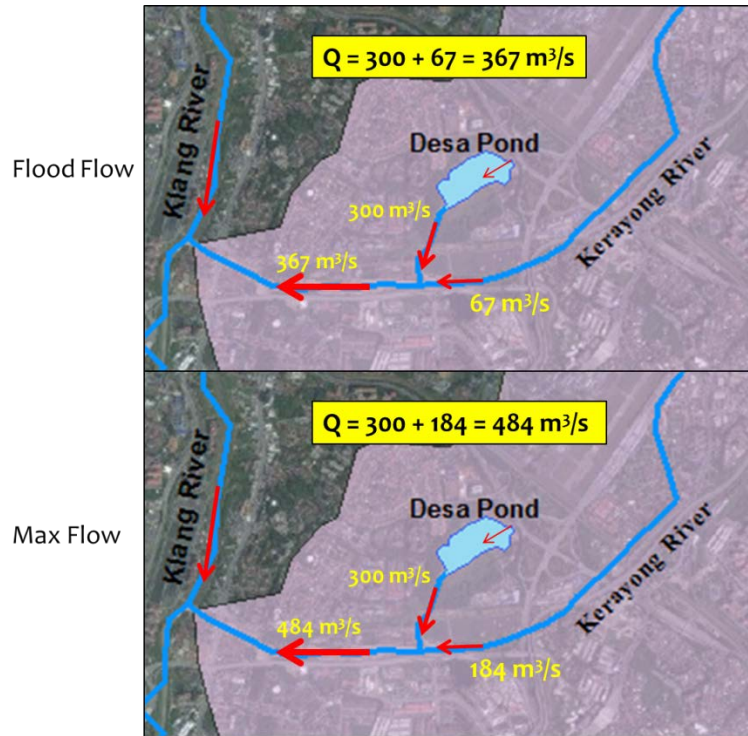 Flood Flow
Q = 300 + 67 = 367 m³/s
Klang River
Desa Pond
300 m³/s
Kerayong River
367 m³/s
67 m³/s
Max Flow
Q = 300 + 184 = 484 m³/s
Klang River
Desa Pond
300 m³/s
Kerayong River
484 m³/s
184 m³/s